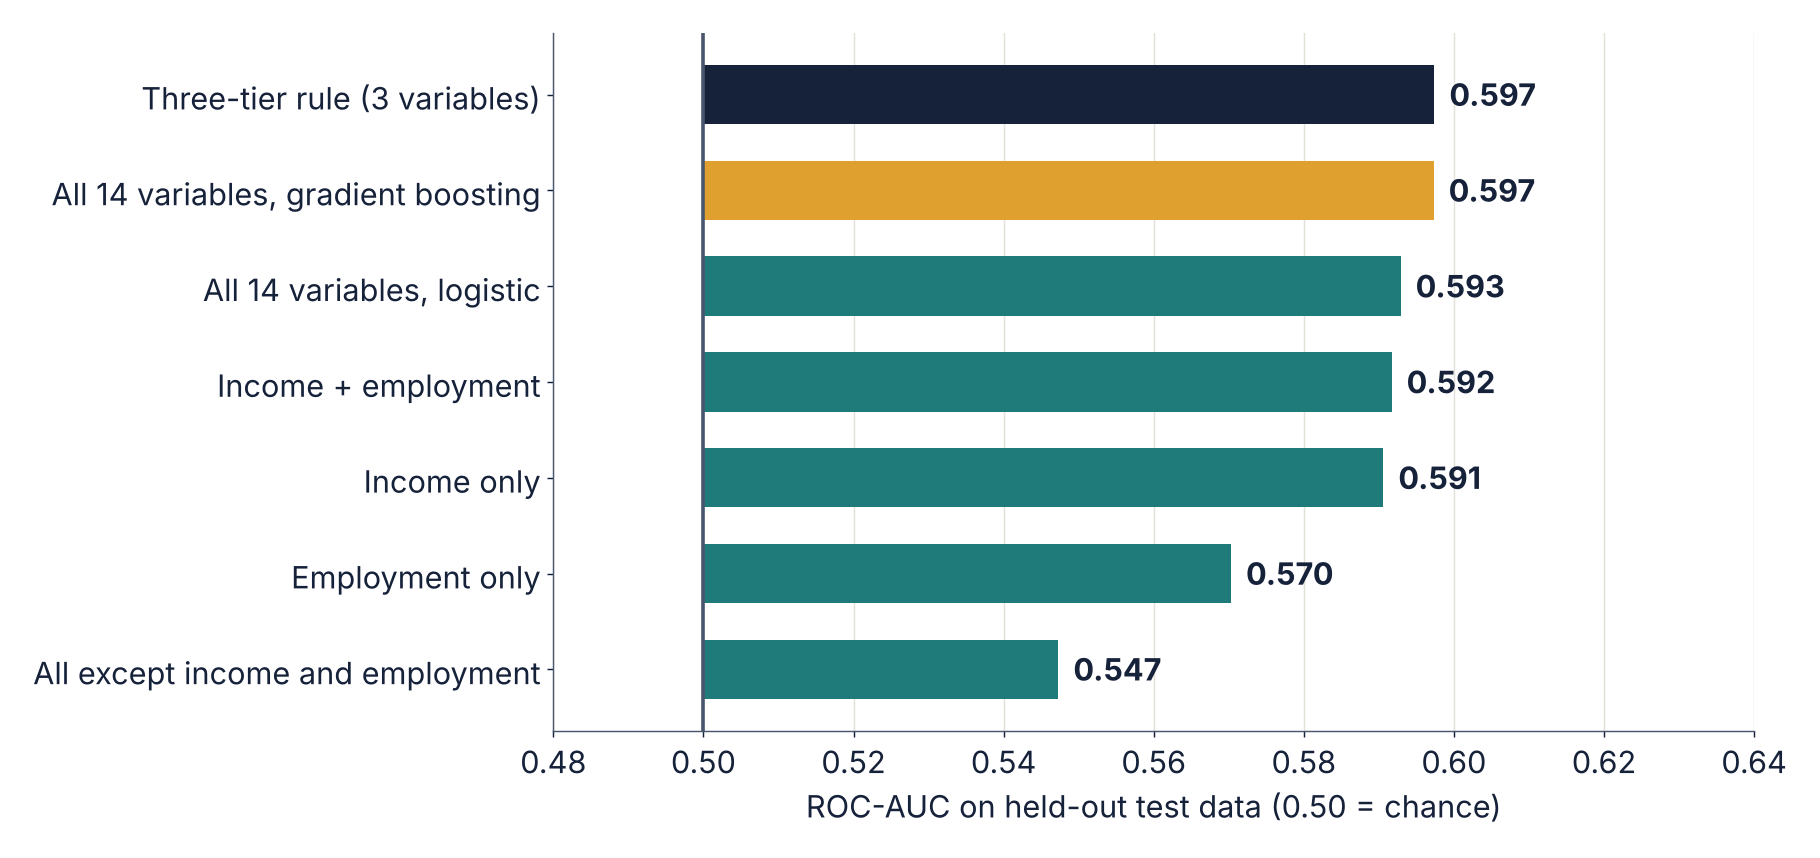 Three-tier rule (3 variables) 0.597
All 14 variables, gradient boosting 0.597
All 14 variables, logistic 0.593
Income + employment 0.592
Income only 0.591
Employment only 0.570
All except income and employment 0.547
0.48 0.50 0.52 0.54 0.56 0.58 0.60 0.62 0.64
ROC-AUC on held-out test data (0.50 = chance)